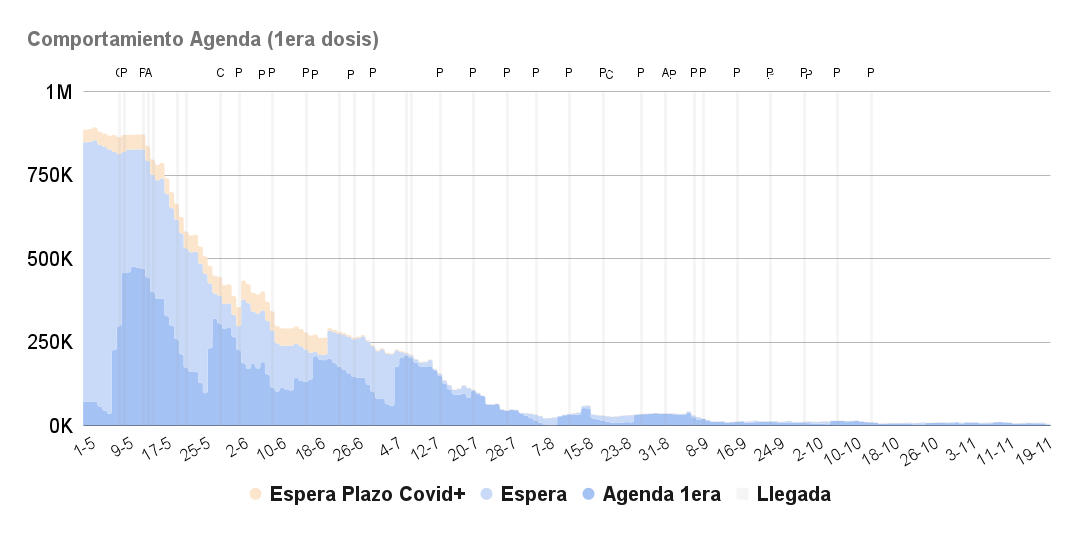 Comportamiento Agenda (1era dosis)
P PA C P P P P P P P P P P P P P P C P A P P P P P P P P P P
1M
750K
500K
250K
0K
1-5 9-5 17-5 25-5 2-6 10-6 18-6 26-6 4-7 12-7 20-7 28-7 7-8 15-8 23-8 31-8 8-9 16-9 24-9 2-10 10-10 18-10 26-10 3-11 11-11 19-11
Espera Plazo Covid+ Espera Agenda 1era Llegada